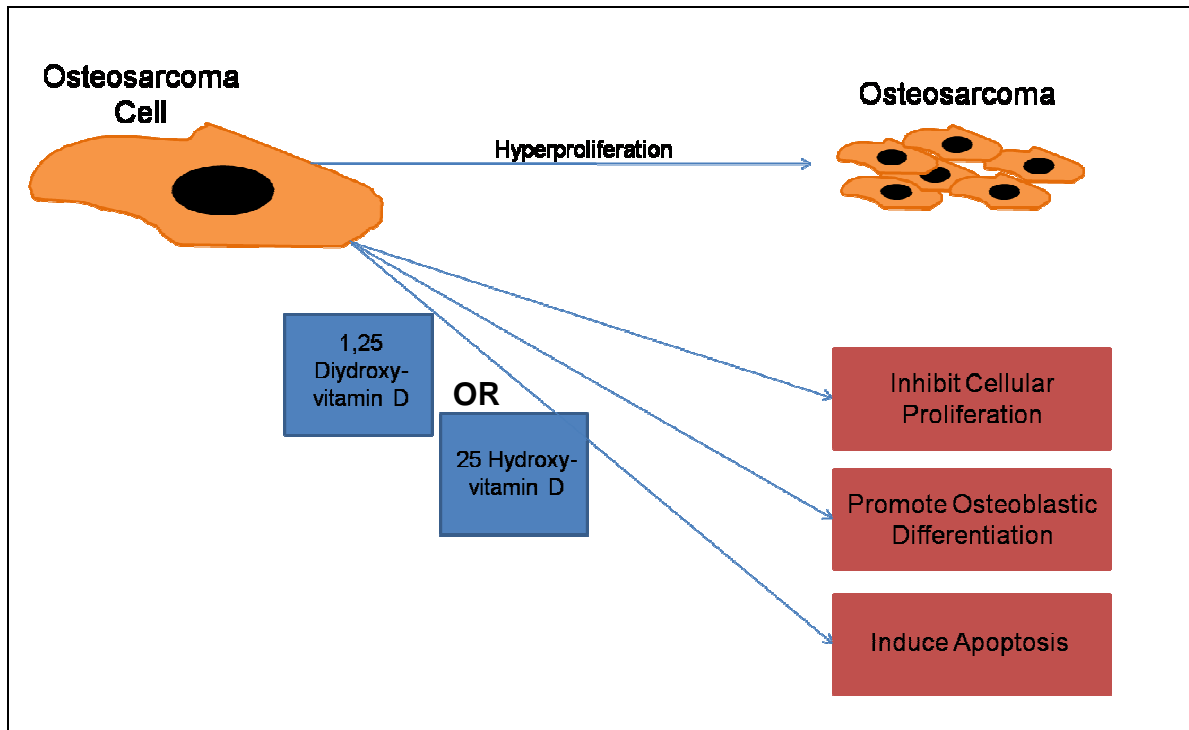 Osteosarcoma
Cell
Hyperproliferation
Osteosarcoma
1,25
Diydroxy-
vitamin D
OR
25 Hydroxy-
vitamin D
Inhibit Cellular
Proliferation
Promote Osteoblastic
Differentiation
Induce Apoptosis